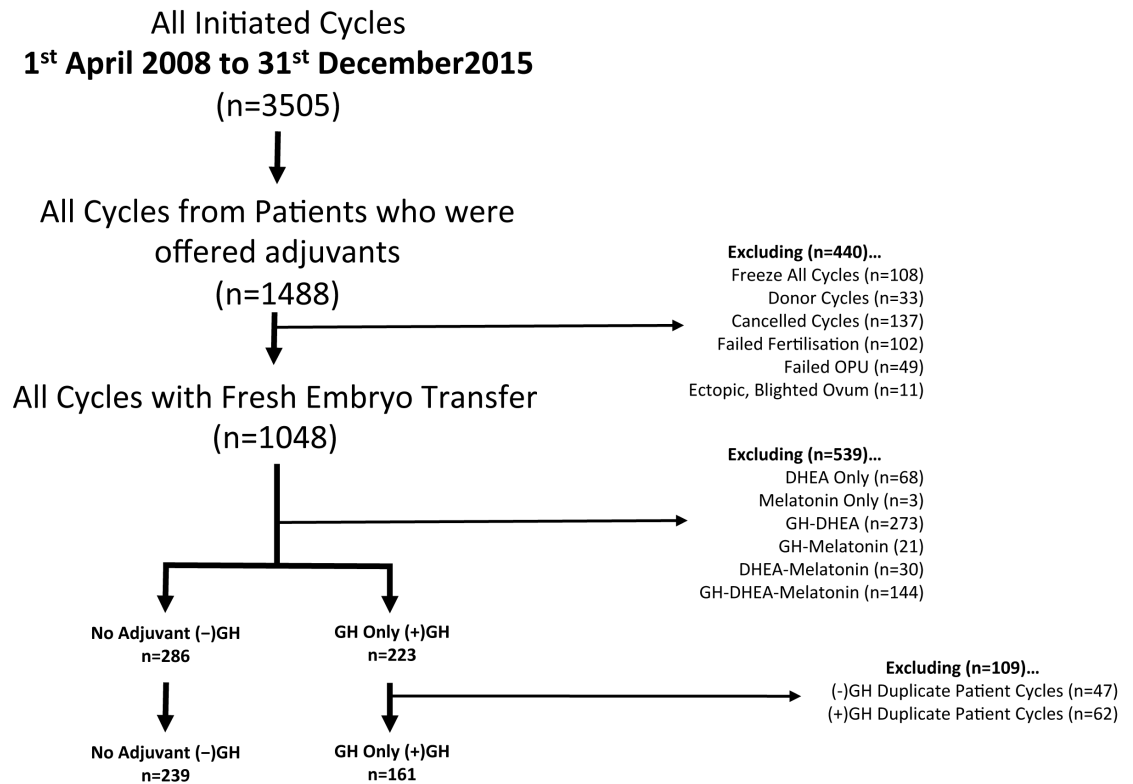 All Initiated Cycles
1st April 2008 to 31st December2015
(n=3505)
All Cycles from Patients who were
offered adjuvants
(n=1488)
Excluding (n=440)...
Freeze All Cycles (n=108)
Donor Cycles (n=33)
Cancelled Cycles (n=137)
Failed Fertilisation (n=102)
Failed OPU (n=49)
Ectopic, Blighted Ovum (n=11)
All Cycles with Fresh Embryo Transfer
(n=1048)
Excluding (n=539)...
DHEA Only (n=68)
Melatonin Only (n=3)
GH-DHEA (n=273)
GH-Melatonin (21)
DHEA-Melatonin (n=30)
GH-DHEA-Melatonin (n=144)
No Adjuvant (−)GH
n=286
GH Only (+)GH
n=223
Excluding (n=109)...
(-)GH Duplicate Patient Cycles (n=47)
(+)GH Duplicate Patient Cycles (n=62)
No Adjuvant (−)GH
n=239
GH Only (+)GH
n=161